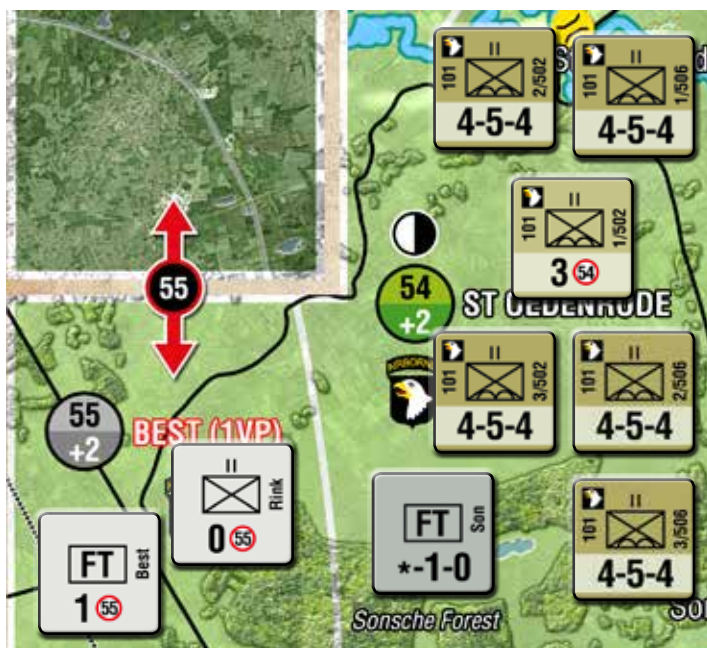 101
II
2/502
4-5-4
101
II
1/506
4-5-4
101
II
1/502
3 54
54
+2
ST OEDENRODE
55
AIRBORNE
101
II
3/502
4-5-4
101
II
2/506
4-5-4
55
+2
BEST (1VP)
II
Rink
0 55
FT
Best
1 55
FT
Son
*-1-0
101
II
3/506
4-5-4
Sonsche Forest